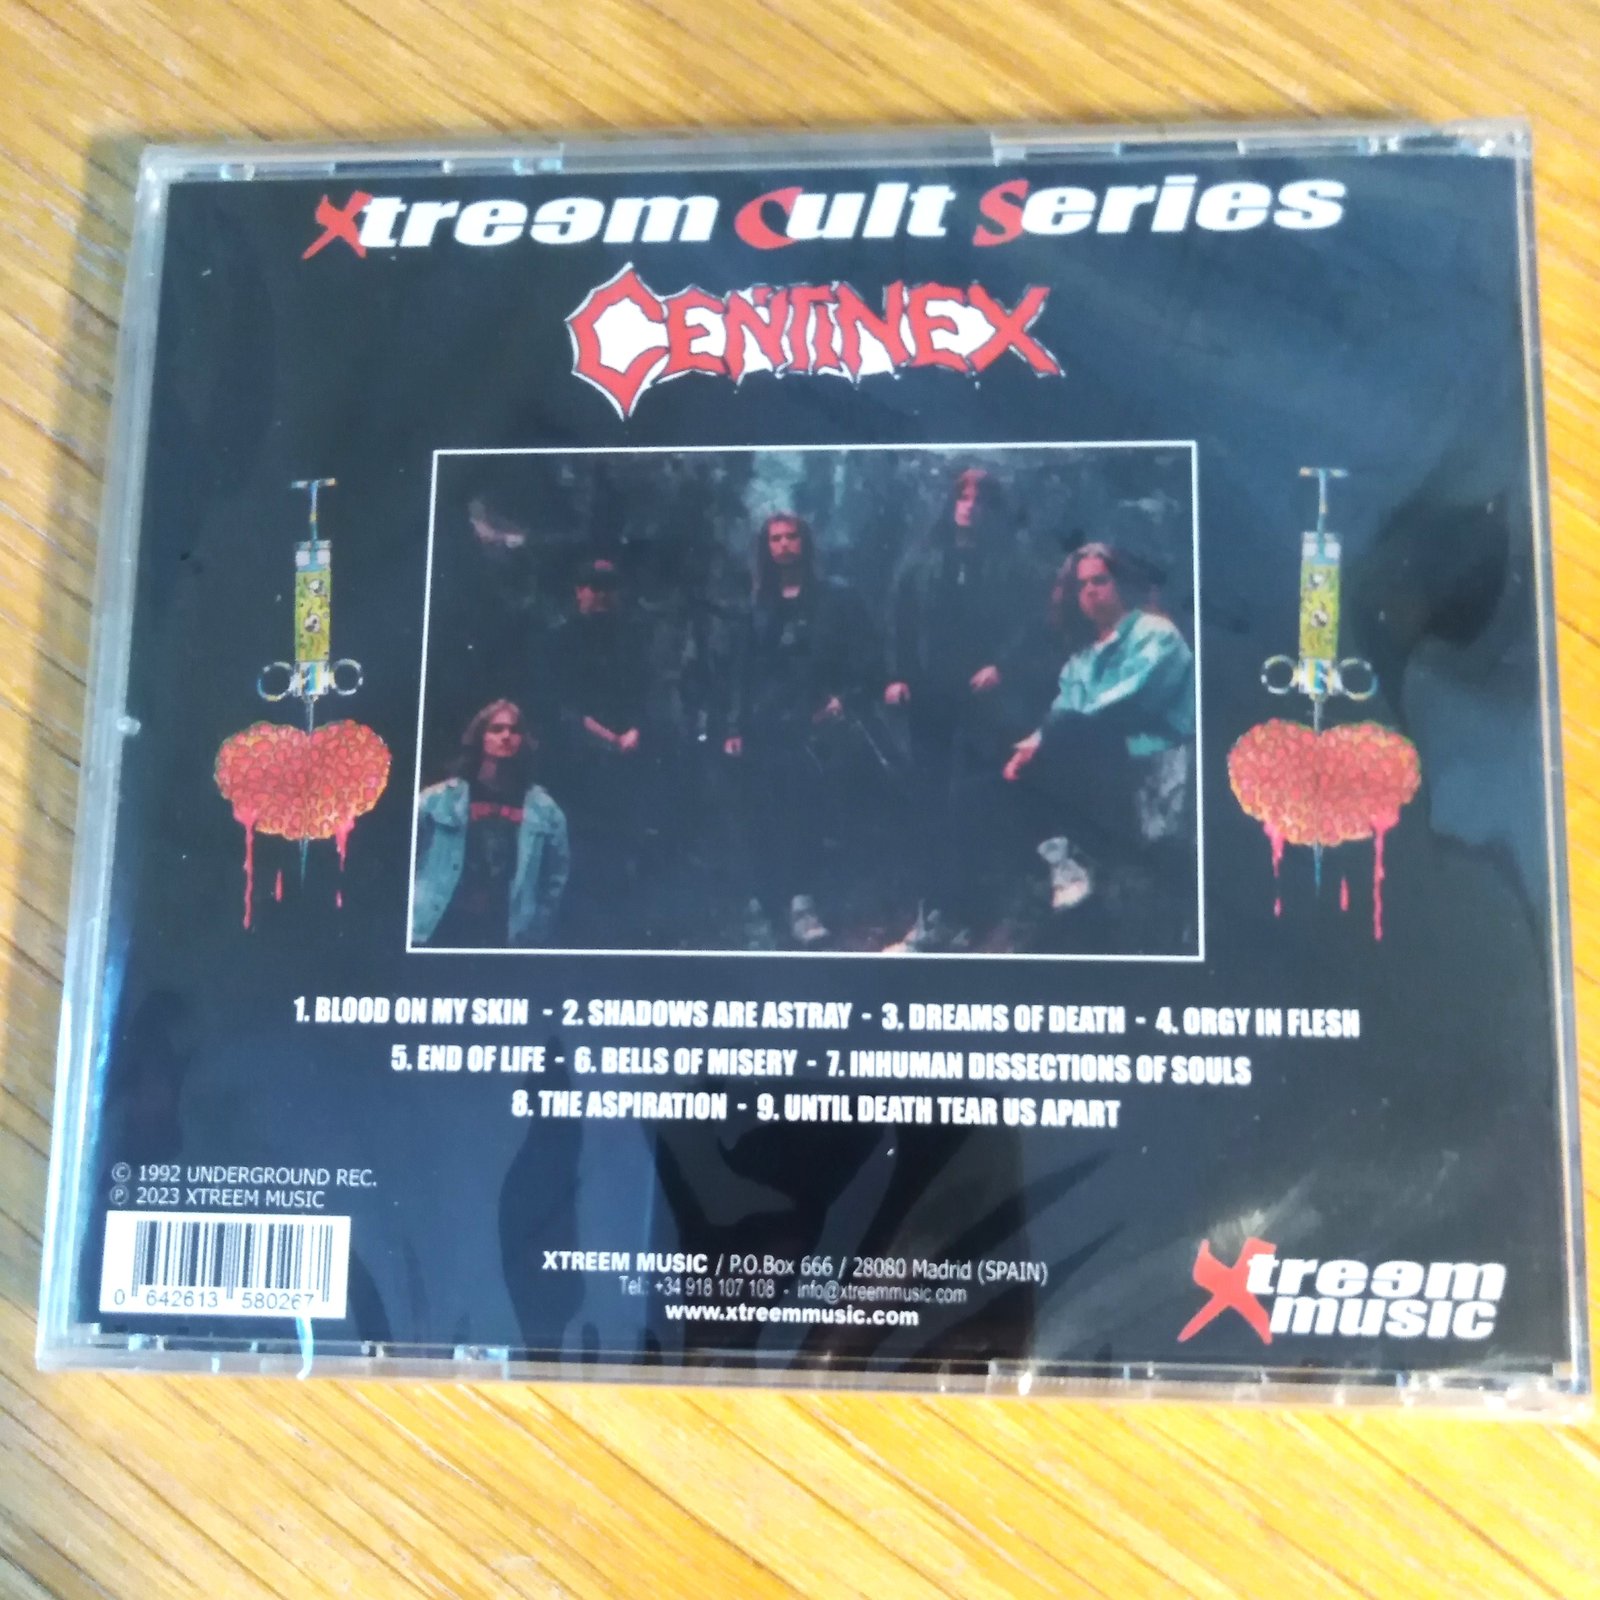 Xtreem Cult Series
CENTINEX
1. BLOOD ON MY SKIN - 2. SHADOWS ARE ASTRAY - 3. DREAMS OF DEATH - 4. ORGY IN FLESH
5. END OF LIFE - 6. BELLS OF MISERY - 7. INHUMAN DISSECTIONS OF SOULS
8. THE ASPIRATION - 9. UNTIL DEATH TEAR US APART
© 1992 UNDERGROUND REC.
℗ 2023 XTREEM MUSIC
0 642613 580267
XTREEM MUSIC / P.O.Box 666 / 28080 Madrid (SPAIN)
Tel.: +34 918 107 108 - info@xtreemmusic.com
www.xtreemmusic.com
Xtreem
music